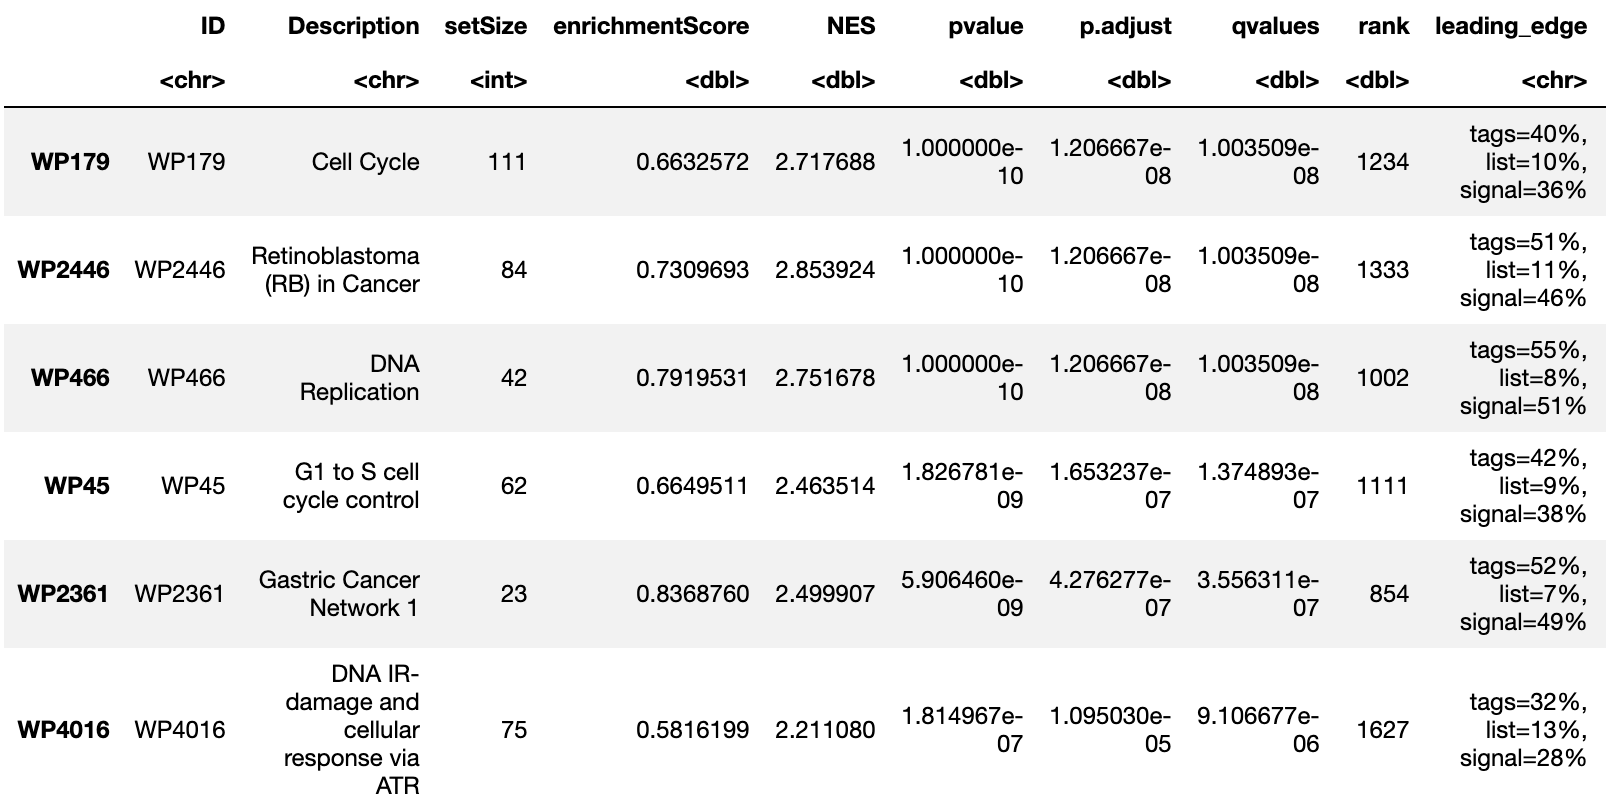 ID Description setSize enrichmentScore NES pvalue p.adjust qvalues rank leading_edge
<chr> <chr> <int> <dbl> <dbl> <dbl> <dbl> <dbl> <dbl> <chr>
WP179 WP179 Cell Cycle 111 0.6632572 2.717688 1.000000e-10 1.206667e-08 1.003509e-08 1234 tags=40%, list=10%, signal=36%
WP2446 WP2446 Retinoblastoma (RB) in Cancer 84 0.7309693 2.853924 1.000000e-10 1.206667e-08 1.003509e-08 1333 tags=51%, list=11%, signal=46%
WP466 WP466 DNA Replication 42 0.7919531 2.751678 1.000000e-10 1.206667e-08 1.003509e-08 1002 tags=55%, list=8%, signal=51%
WP45 WP45 G1 to S cell cycle control 62 0.6649511 2.463514 1.826781e-09 1.653237e-07 1.374893e-07 1111 tags=42%, list=9%, signal=38%
WP2361 WP2361 Gastric Cancer Network 1 23 0.8368760 2.499907 5.906460e-09 4.276277e-07 3.556311e-07 854 tags=52%, list=7%, signal=49%
WP4016 WP4016 DNA IR-damage and cellular response via ATR 75 0.5816199 2.211080 1.814967e-07 1.095030e-05 9.106677e-06 1627 tags=32%, list=13%, signal=28%